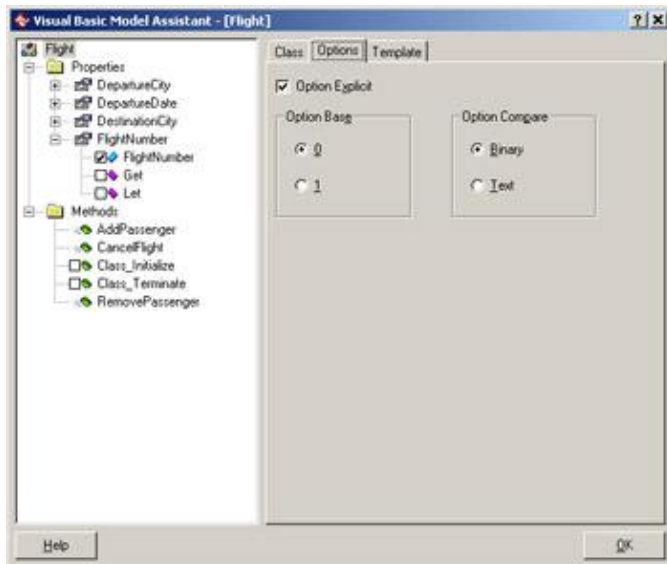 Visual Basic Model Assistant - [Flight]
Flight
Properties
DepartureCity
DepartureDate
DestinationCity
FlightNumber
FlightNumber
Get
Let
Methods
AddPassenger
CancelFlight
Class_Initialize
Class_Terminate
RemovePassenger
Class Options Template
Option Explicit
Option Base
0
1
Option Compare
Binary
Text
Help
OK